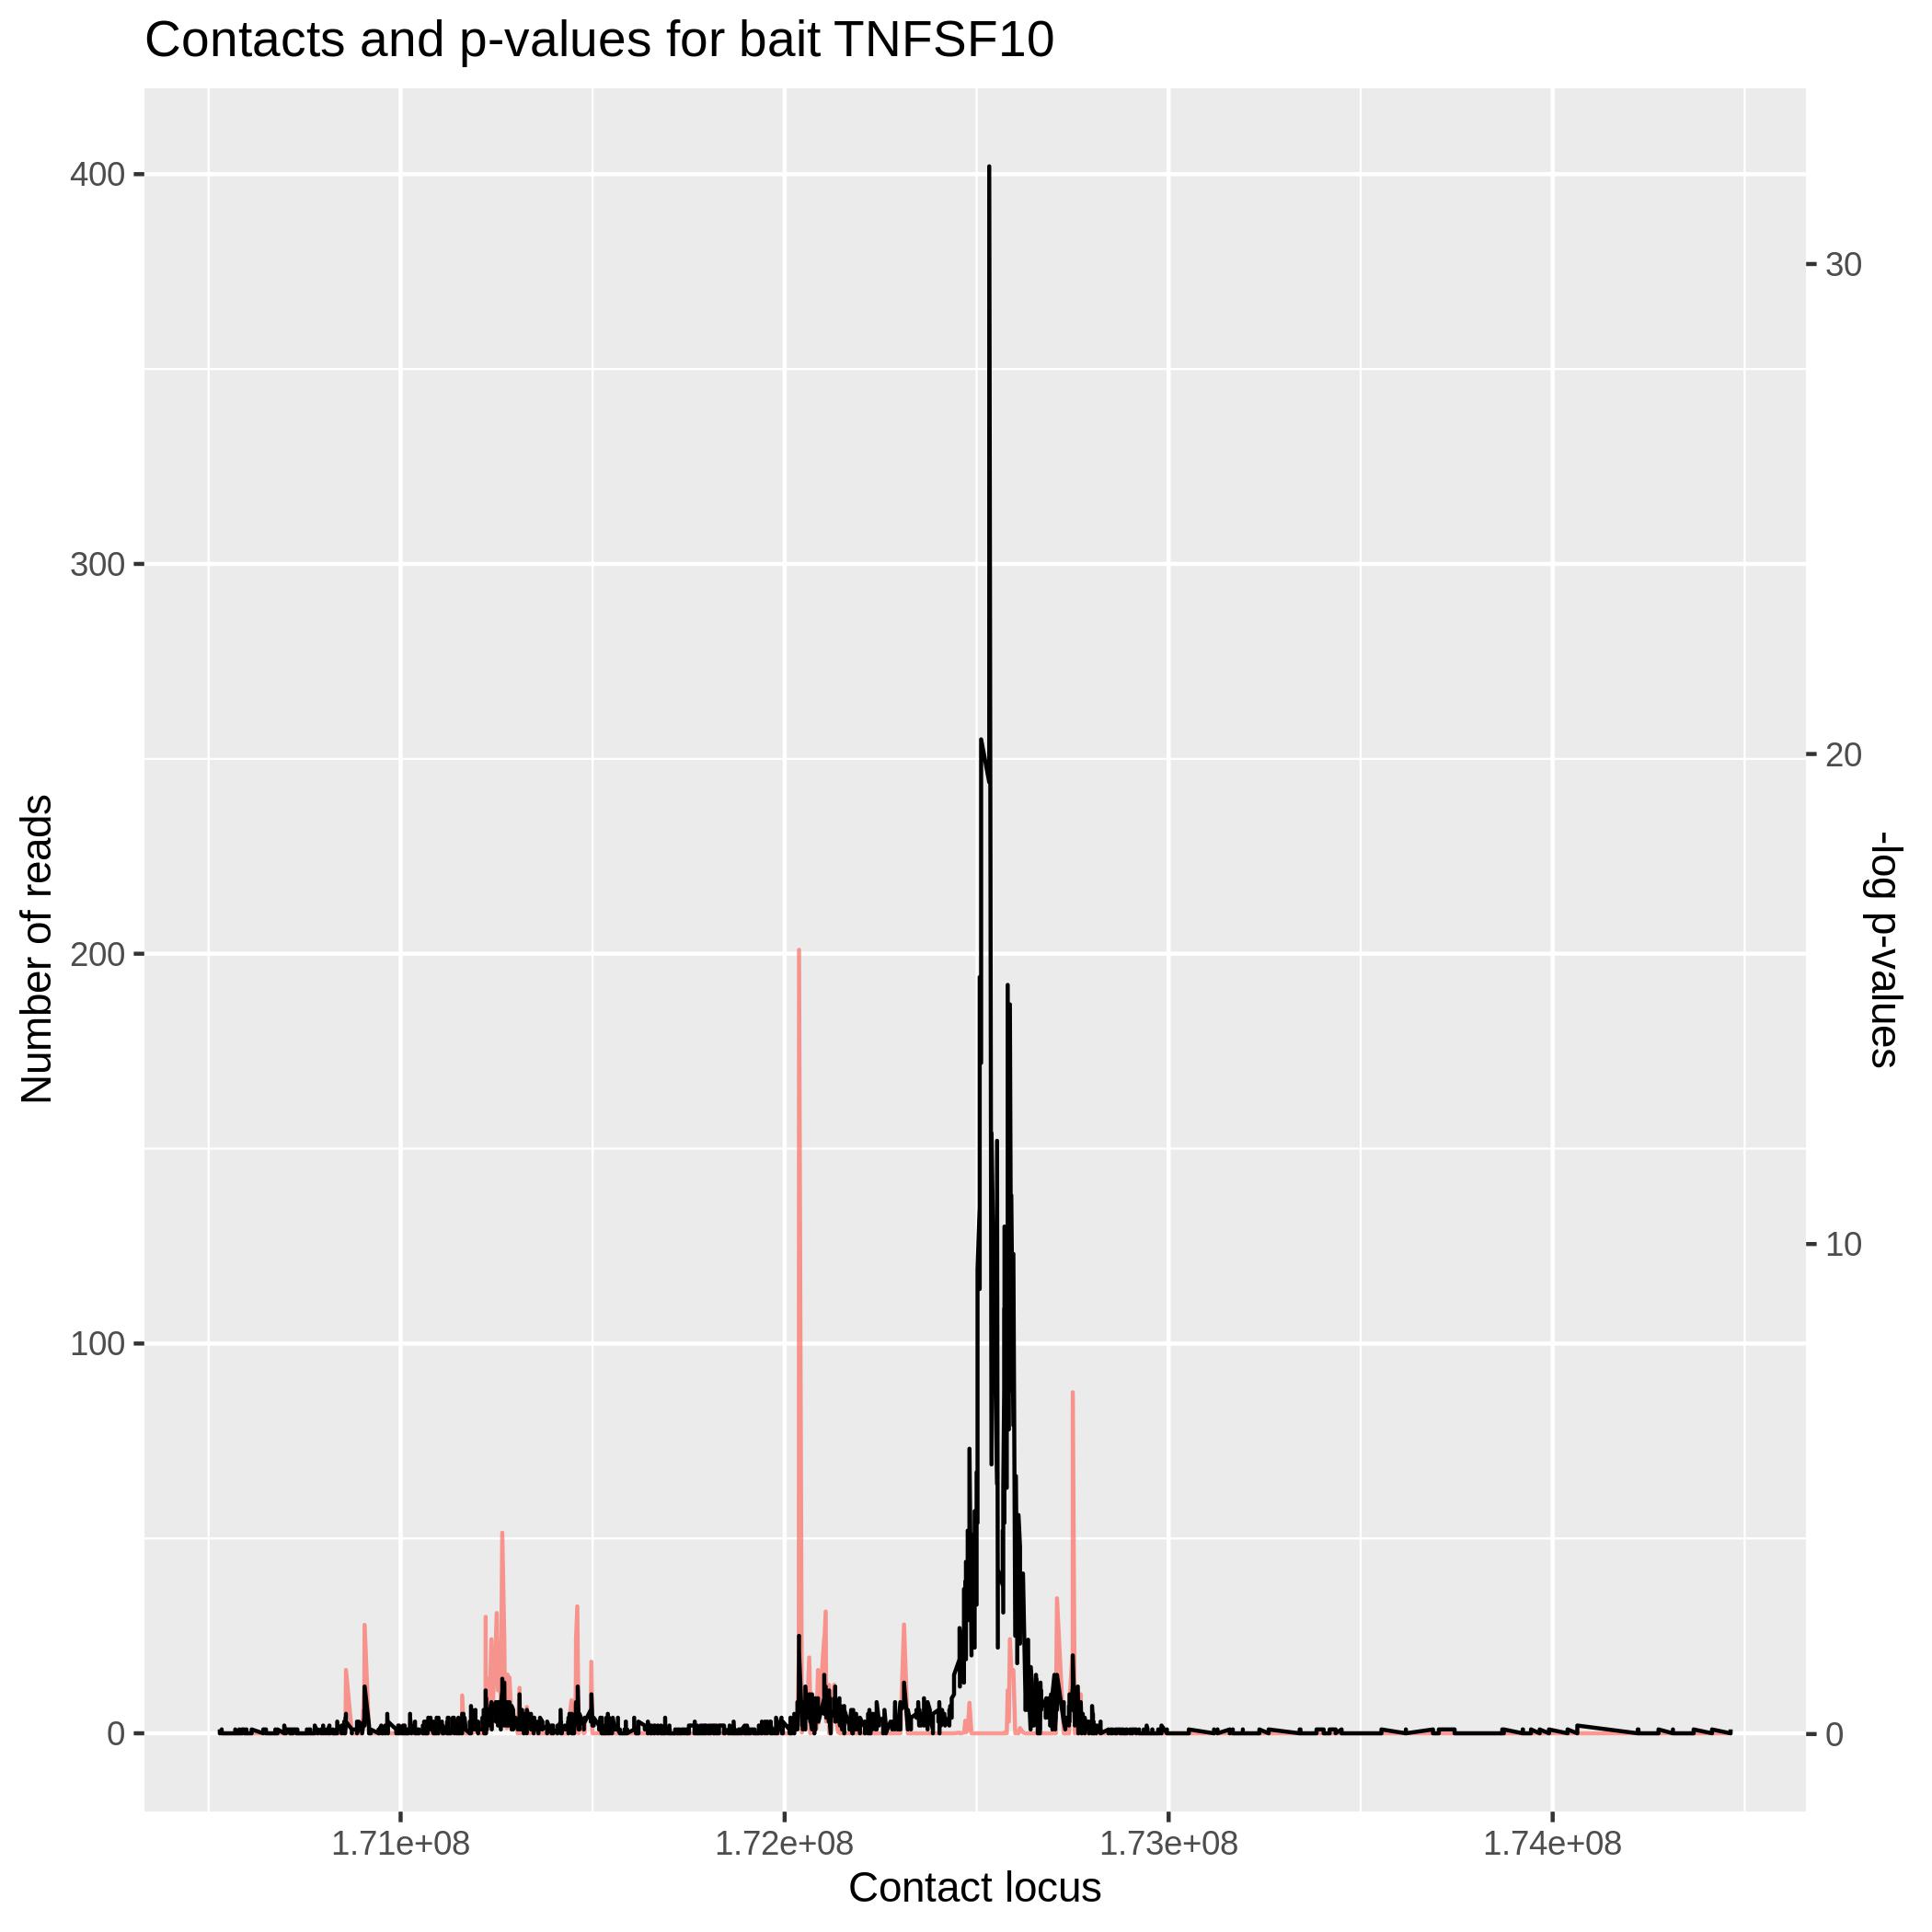 Contacts and p-values for bait TNFSF10
400
300
200
100
0
Number of reads
30
20
10
0
-log p-values
1.71e+08 1.72e+08 1.73e+08 1.74e+08
Contact locus